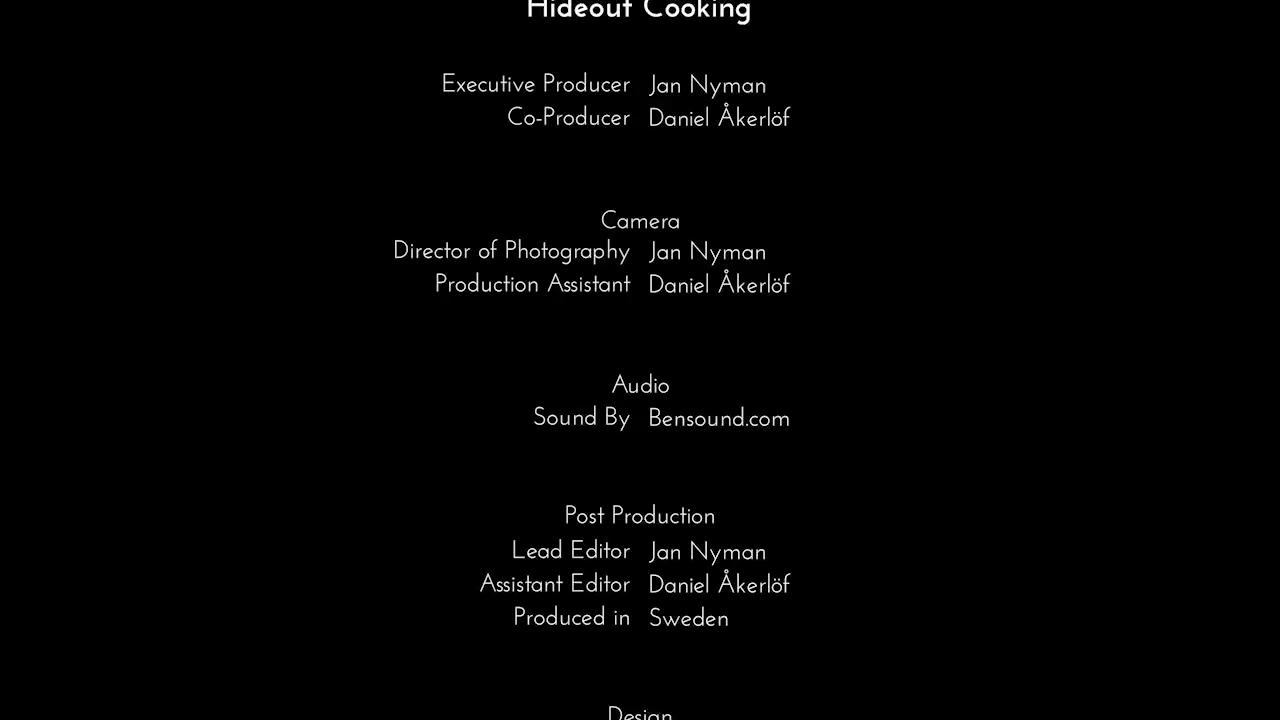 Hideout Cooking
Executive Producer Jan Nyman
Co-Producer Daniel Åkerlöf
Camera
Director of Photography Jan Nyman
Production Assistant Daniel Åkerlöf
Audio
Sound By Bensound.com
Post Production
Lead Editor Jan Nyman
Assistant Editor Daniel Åkerlöf
Produced in Sweden
Design